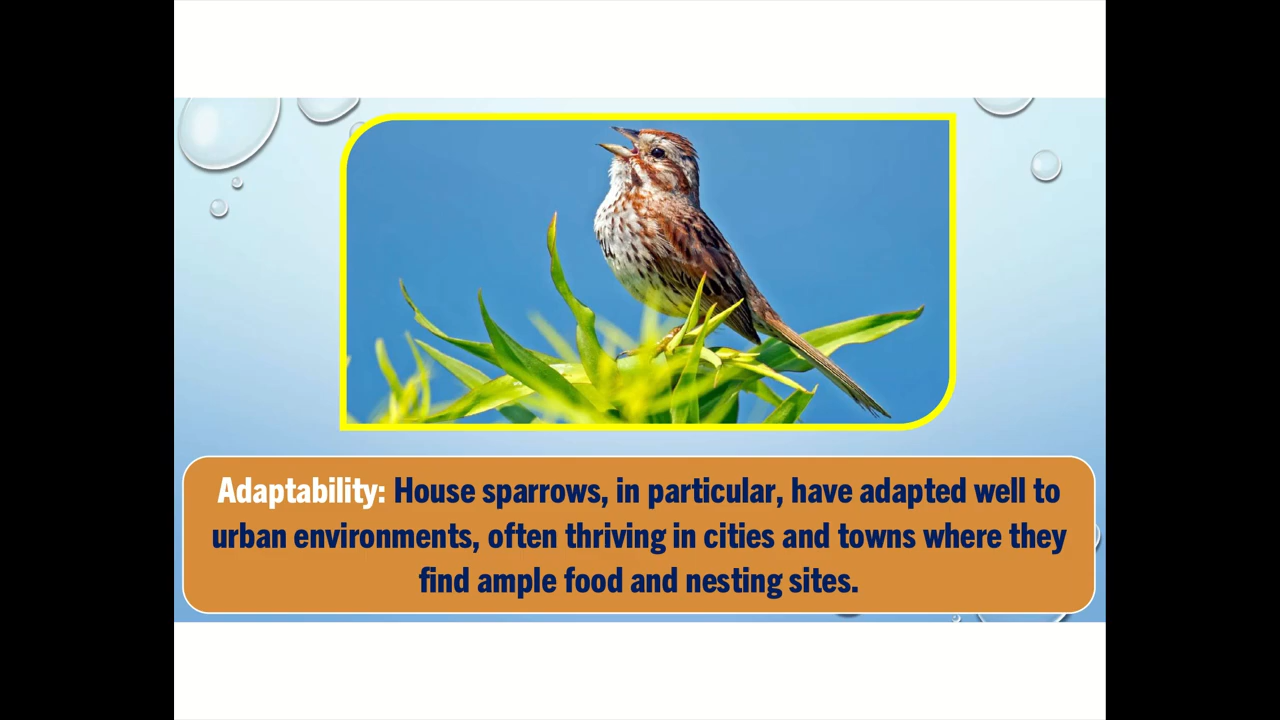 Adaptability: House sparrows, in particular, have adapted well to
urban environments, often thriving in cities and towns where they
find ample food and nesting sites.